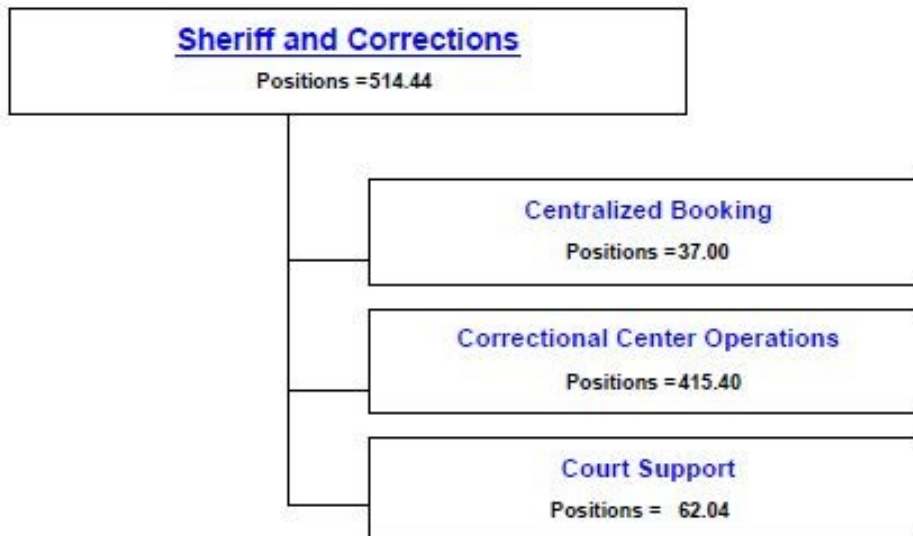 Sheriff and Corrections
Positions =514.44
Centralized Booking
Positions =37.00
Correctional Center Operations
Positions =415.40
Court Support
Positions = 62.04